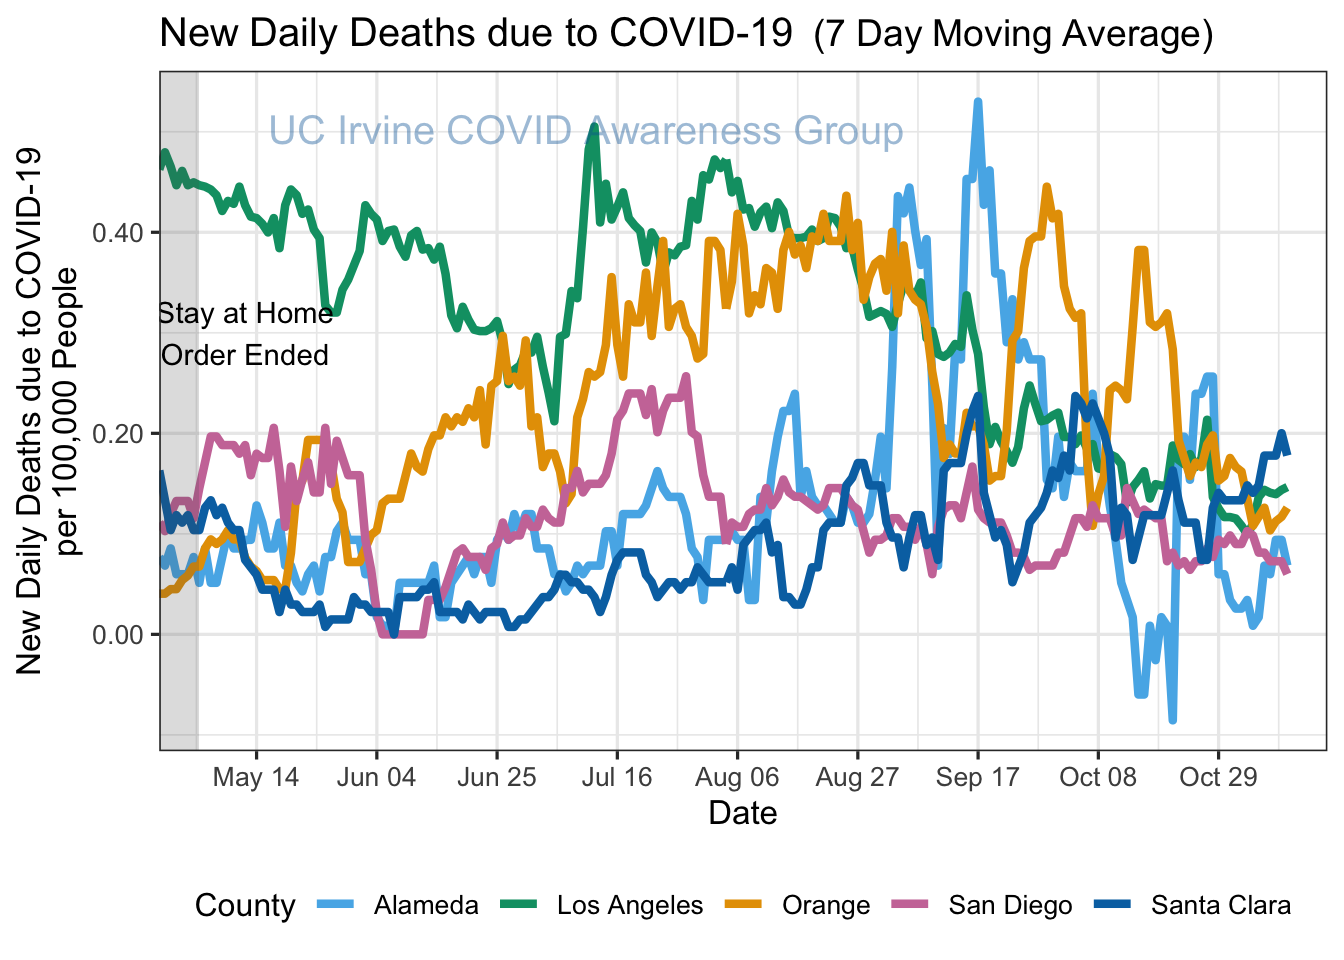 New Daily Deaths due to COVID-19 (7 Day Moving Average)
UC Irvine COVID Awareness Group
New Daily Deaths due to COVID-19
per 100,000 People
0.40
0.20
0.00
Stay at Home
Order Ended
May 14 Jun 04 Jun 25 Jul 16 Aug 06 Aug 27 Sep 17 Oct 08 Oct 29
Date
County Alameda Los Angeles Orange San Diego Santa Clara